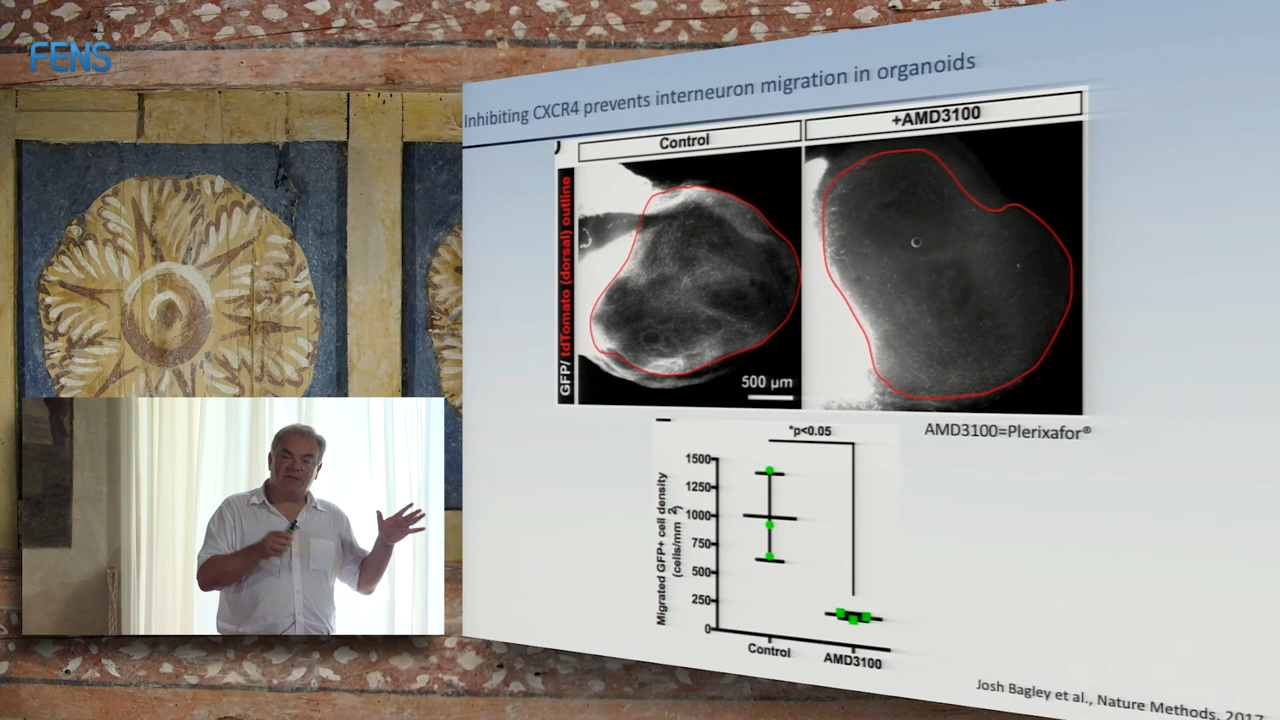 FENS
Inhibiting CXCR4 prevents interneuron migration in organoids
Control
+AMD3100
GFP/ tdTomato (dorsal) outline
500 µm
AMD3100=Plerixafor®
*p<0.05
Migrated GFP+ cell density
(cells/mm 2)
1500
1250
1000
750
500
250
0
Control
AMD3100
Josh Bagley et al., Nature Methods, 2017